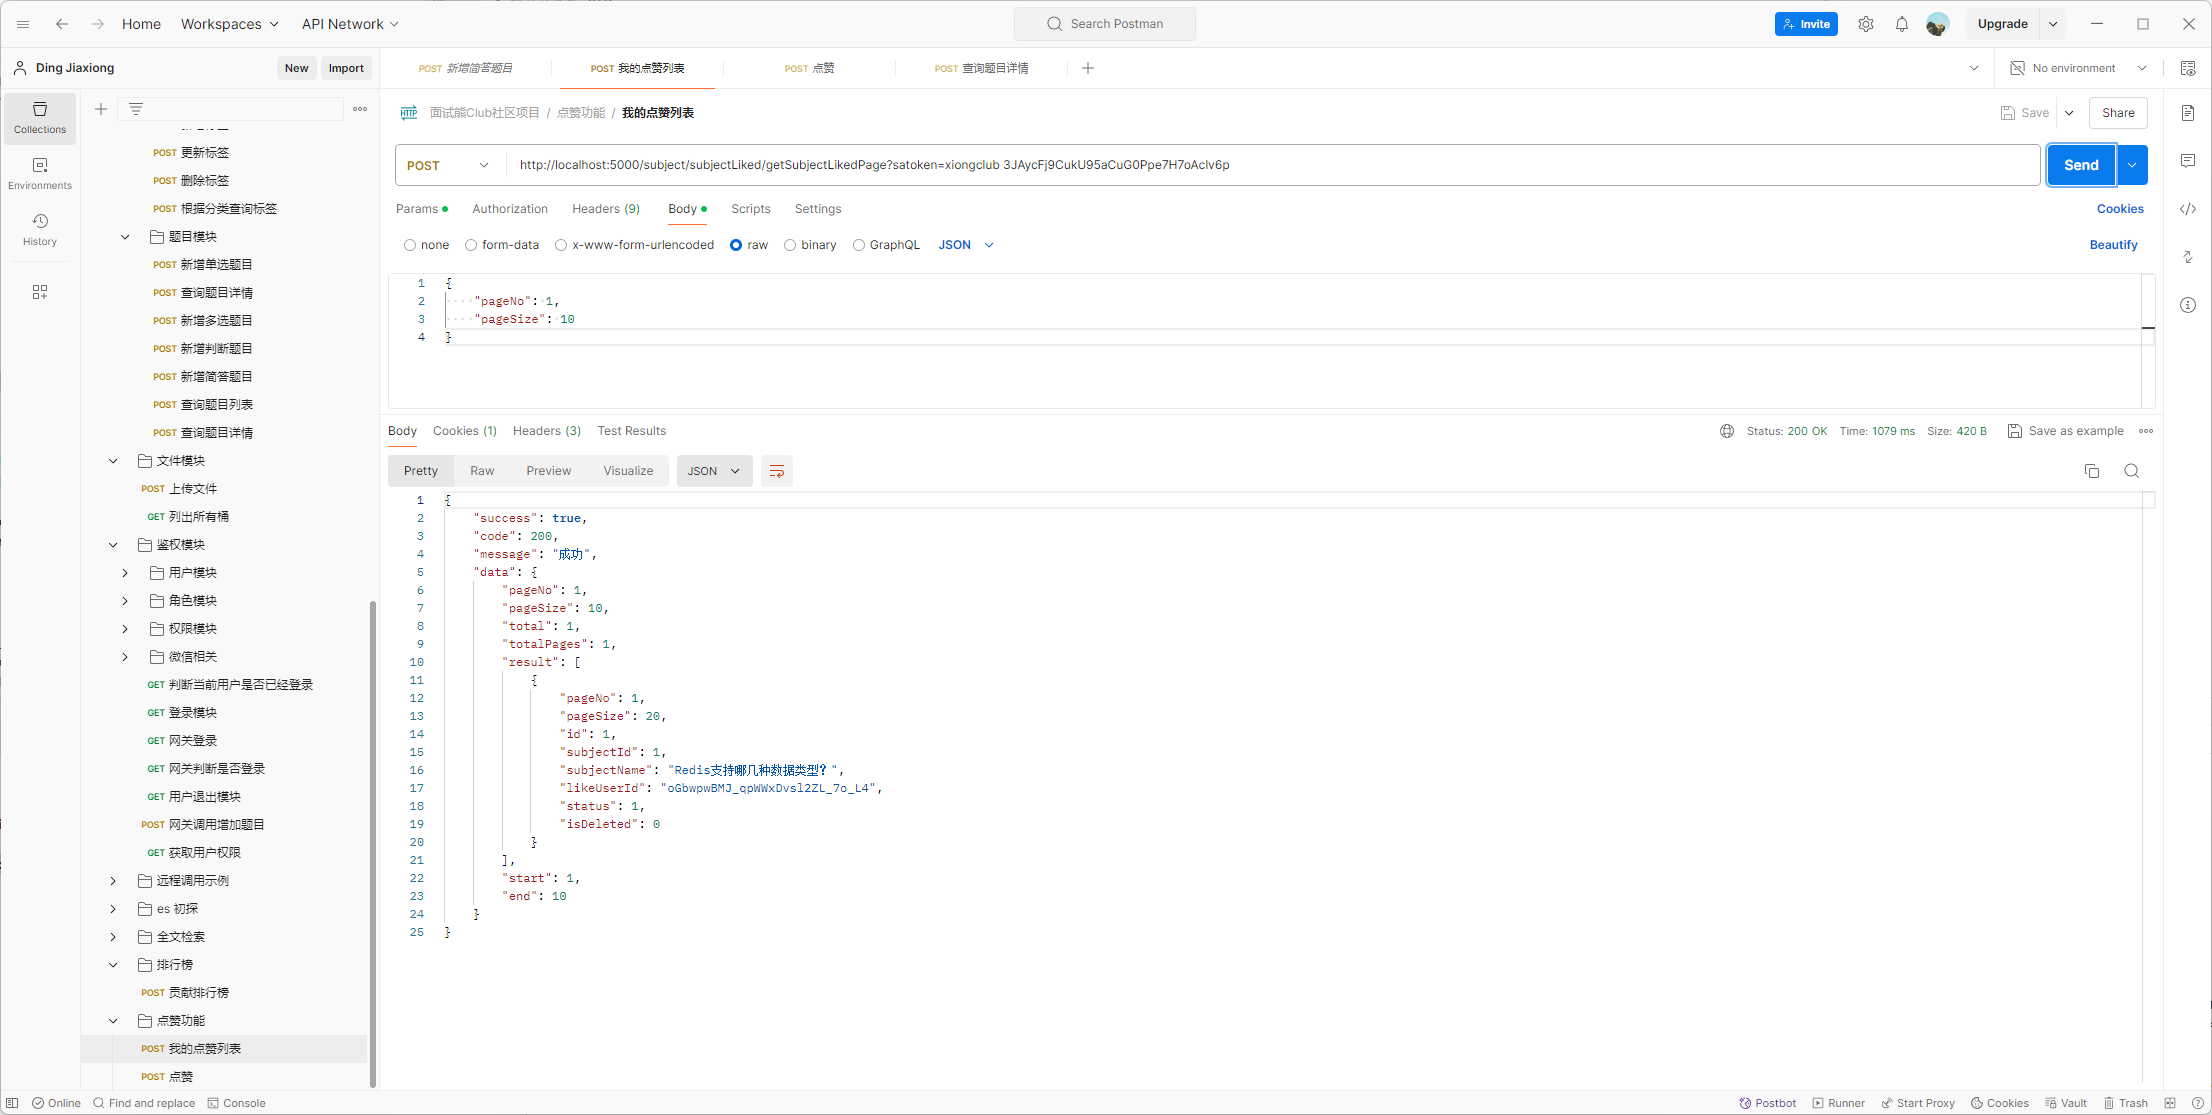 Home
Workspaces
API Network
Search Postman
Invite
Upgrade
Ding Jiaxiong
New
Import
POST 新增简答题目
POST 我的点赞列表
POST 点赞
POST 查询题目详情
No environment
Collections
Environments
History
POST 更新标签
POST 删除标签
POST 根据分类查询标签
题目模块
POST 新增单选题目
POST 查询题目详情
POST 新增多选题目
POST 新增判断题目
POST 新增简答题目
POST 查询题目列表
POST 查询题目详情
文件模块
POST 上传文件
GET 列出所有桶
鉴权模块
用户模块
角色模块
权限模块
微信相关
GET 判断当前用户是否已经登录
GET 登录模块
GET 网关登录
GET 网关判断是否登录
GET 用户退出模块
POST 网关调用增加题目
GET 获取用户权限
远程调用示例
es 初探
全文检索
排行榜
POST 贡献排行榜
点赞功能
POST 我的点赞列表
POST 点赞
HTTP 面试熊Club社区项目 / 点赞功能 / 我的点赞列表
Save
Share
POST
http://localhost:5000/subject/subjectLiked/getSubjectLikedPage?satoken=xiongclub 3JAycFj9CukU95aCuG0Ppe7H7oAclv6p
Send
Params
Authorization
Headers (9)
Body
Scripts
Settings
Cookies
none
form-data
x-www-form-urlencoded
raw
binary
GraphQL
JSON
Beautify
1 {
2 "pageNo": 1,
3 "pageSize": 10
4 }
Body
Cookies (1)
Headers (3)
Test Results
Status: 200 OK
Time: 1079 ms
Size: 420 B
Save as example
Pretty
Raw
Preview
Visualize
JSON
1 {
2 "success": true,
3 "code": 200,
4 "message": "成功",
5 "data": {
6 "pageNo": 1,
7 "pageSize": 10,
8 "total": 1,
9 "totalPages": 1,
10 "result": [
11 {
12 "pageNo": 1,
13 "pageSize": 20,
14 "id": 1,
15 "subjectId": 1,
16 "subjectName": "Redis支持哪几种数据类型？",
17 "likeUserId": "oGbwpwBMJ_qpWWxDvsl2ZL_7o_L4",
18 "status": 1,
19 "isDeleted": 0
20 }
21 ],
22 "start": 1,
23 "end": 10
24 }
25 }
Online
Find and replace
Console
Postbot
Runner
Start Proxy
Cookies
Vault
Trash